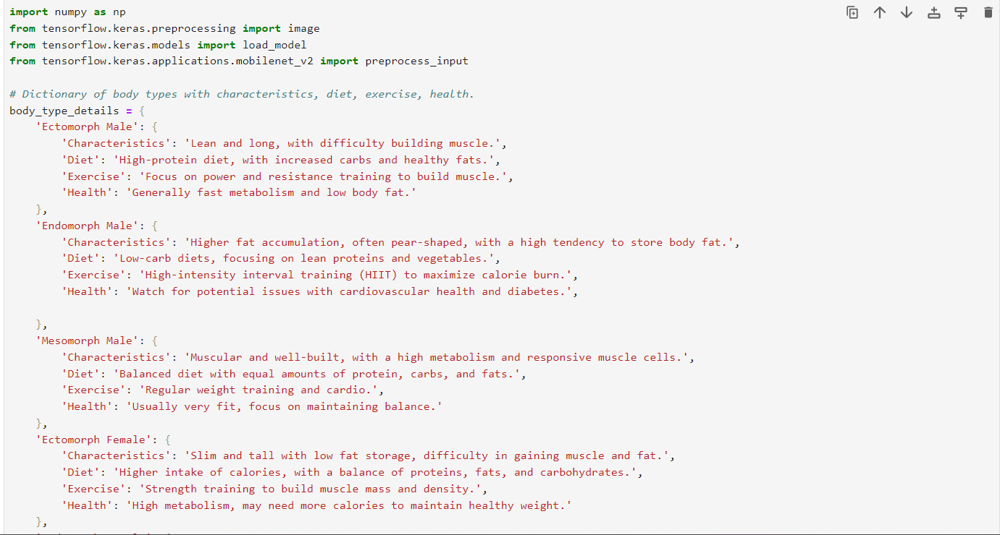 import numpy as np
from tensorflow.keras.preprocessing import image
from tensorflow.keras.models import load_model
from tensorflow.keras.applications.mobilenet_v2 import preprocess_input

# Dictionary of body types with characteristics, diet, exercise, health.
body_type_details = {
    'Ectomorph Male': {
        'Characteristics': 'Lean and long, with difficulty building muscle.',
        'Diet': 'High-protein diet, with increased carbs and healthy fats.',
        'Exercise': 'Focus on power and resistance training to build muscle.',
        'Health': 'Generally fast metabolism and low body fat.'
    },
    'Endomorph Male': {
        'Characteristics': 'Higher fat accumulation, often pear-shaped, with a high tendency to store body fat.',
        'Diet': 'Low-carb diets, focusing on lean proteins and vegetables.',
        'Exercise': 'High-intensity interval training (HIIT) to maximize calorie burn.',
        'Health': 'Watch for potential issues with cardiovascular health and diabetes.',

    },
    'Mesomorph Male': {
        'Characteristics': 'Muscular and well-built, with a high metabolism and responsive muscle cells.',
        'Diet': 'Balanced diet with equal amounts of protein, carbs, and fats.',
        'Exercise': 'Regular weight training and cardio.',
        'Health': 'Usually very fit, focus on maintaining balance.'
    },
    'Ectomorph Female': {
        'Characteristics': 'Slim and tall with low fat storage, difficulty in gaining muscle and fat.',
        'Diet': 'Higher intake of calories, with a balance of proteins, fats, and carbohydrates.',
        'Exercise': 'Strength training to build muscle mass and density.',
        'Health': 'High metabolism, may need more calories to maintain healthy weight.'
    },